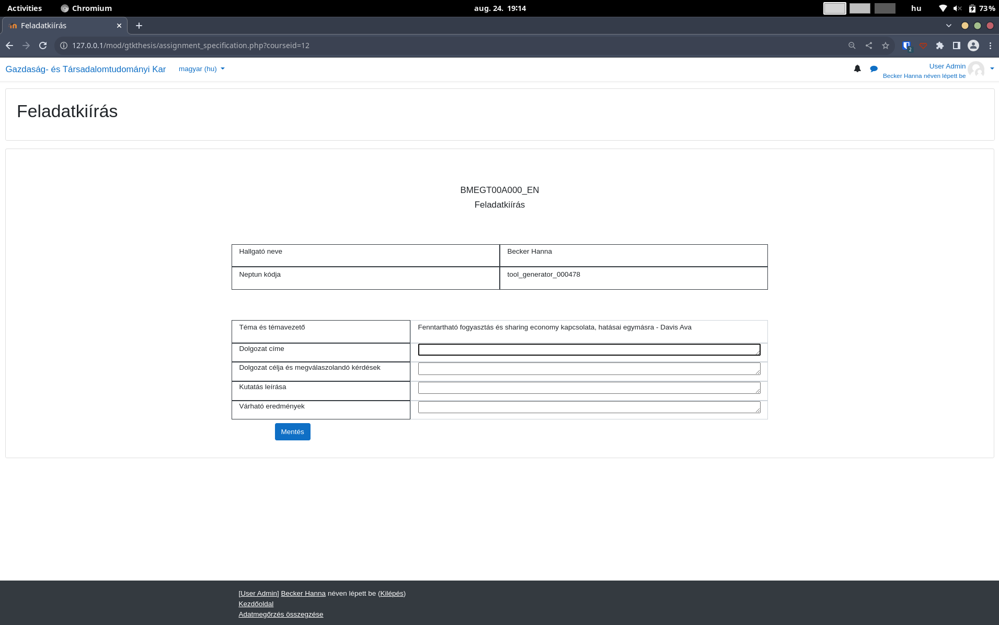 Activities Chromium aug. 24. 19:14 hu 73 %
Feladatkiírás
127.0.0.1/mod/gtkthesis/assignment_specification.php?courseid=12 2
Gazdaság- és Társadalomtudományi Kar magyar (hu) User Admin
Becker Hanna néven lépett be
Feladatkiírás
BMEGT00A000_EN
Feladatkiírás
Hallgató neve Becker Hanna
Neptun kódja tool_generator_000478
Téma és témavezető Fenntartható fogyasztás és sharing economy kapcsolata, hatásai egymásra - Davis Ava
Dolgozat címe
Dolgozat célja és megválaszolandó kérdések
Kutatás leírása
Várható eredmények
Mentés
[User Admin] Becker Hanna néven lépett be (Kilépés)
Kezdőoldal
Adatmegőrzés összegzése